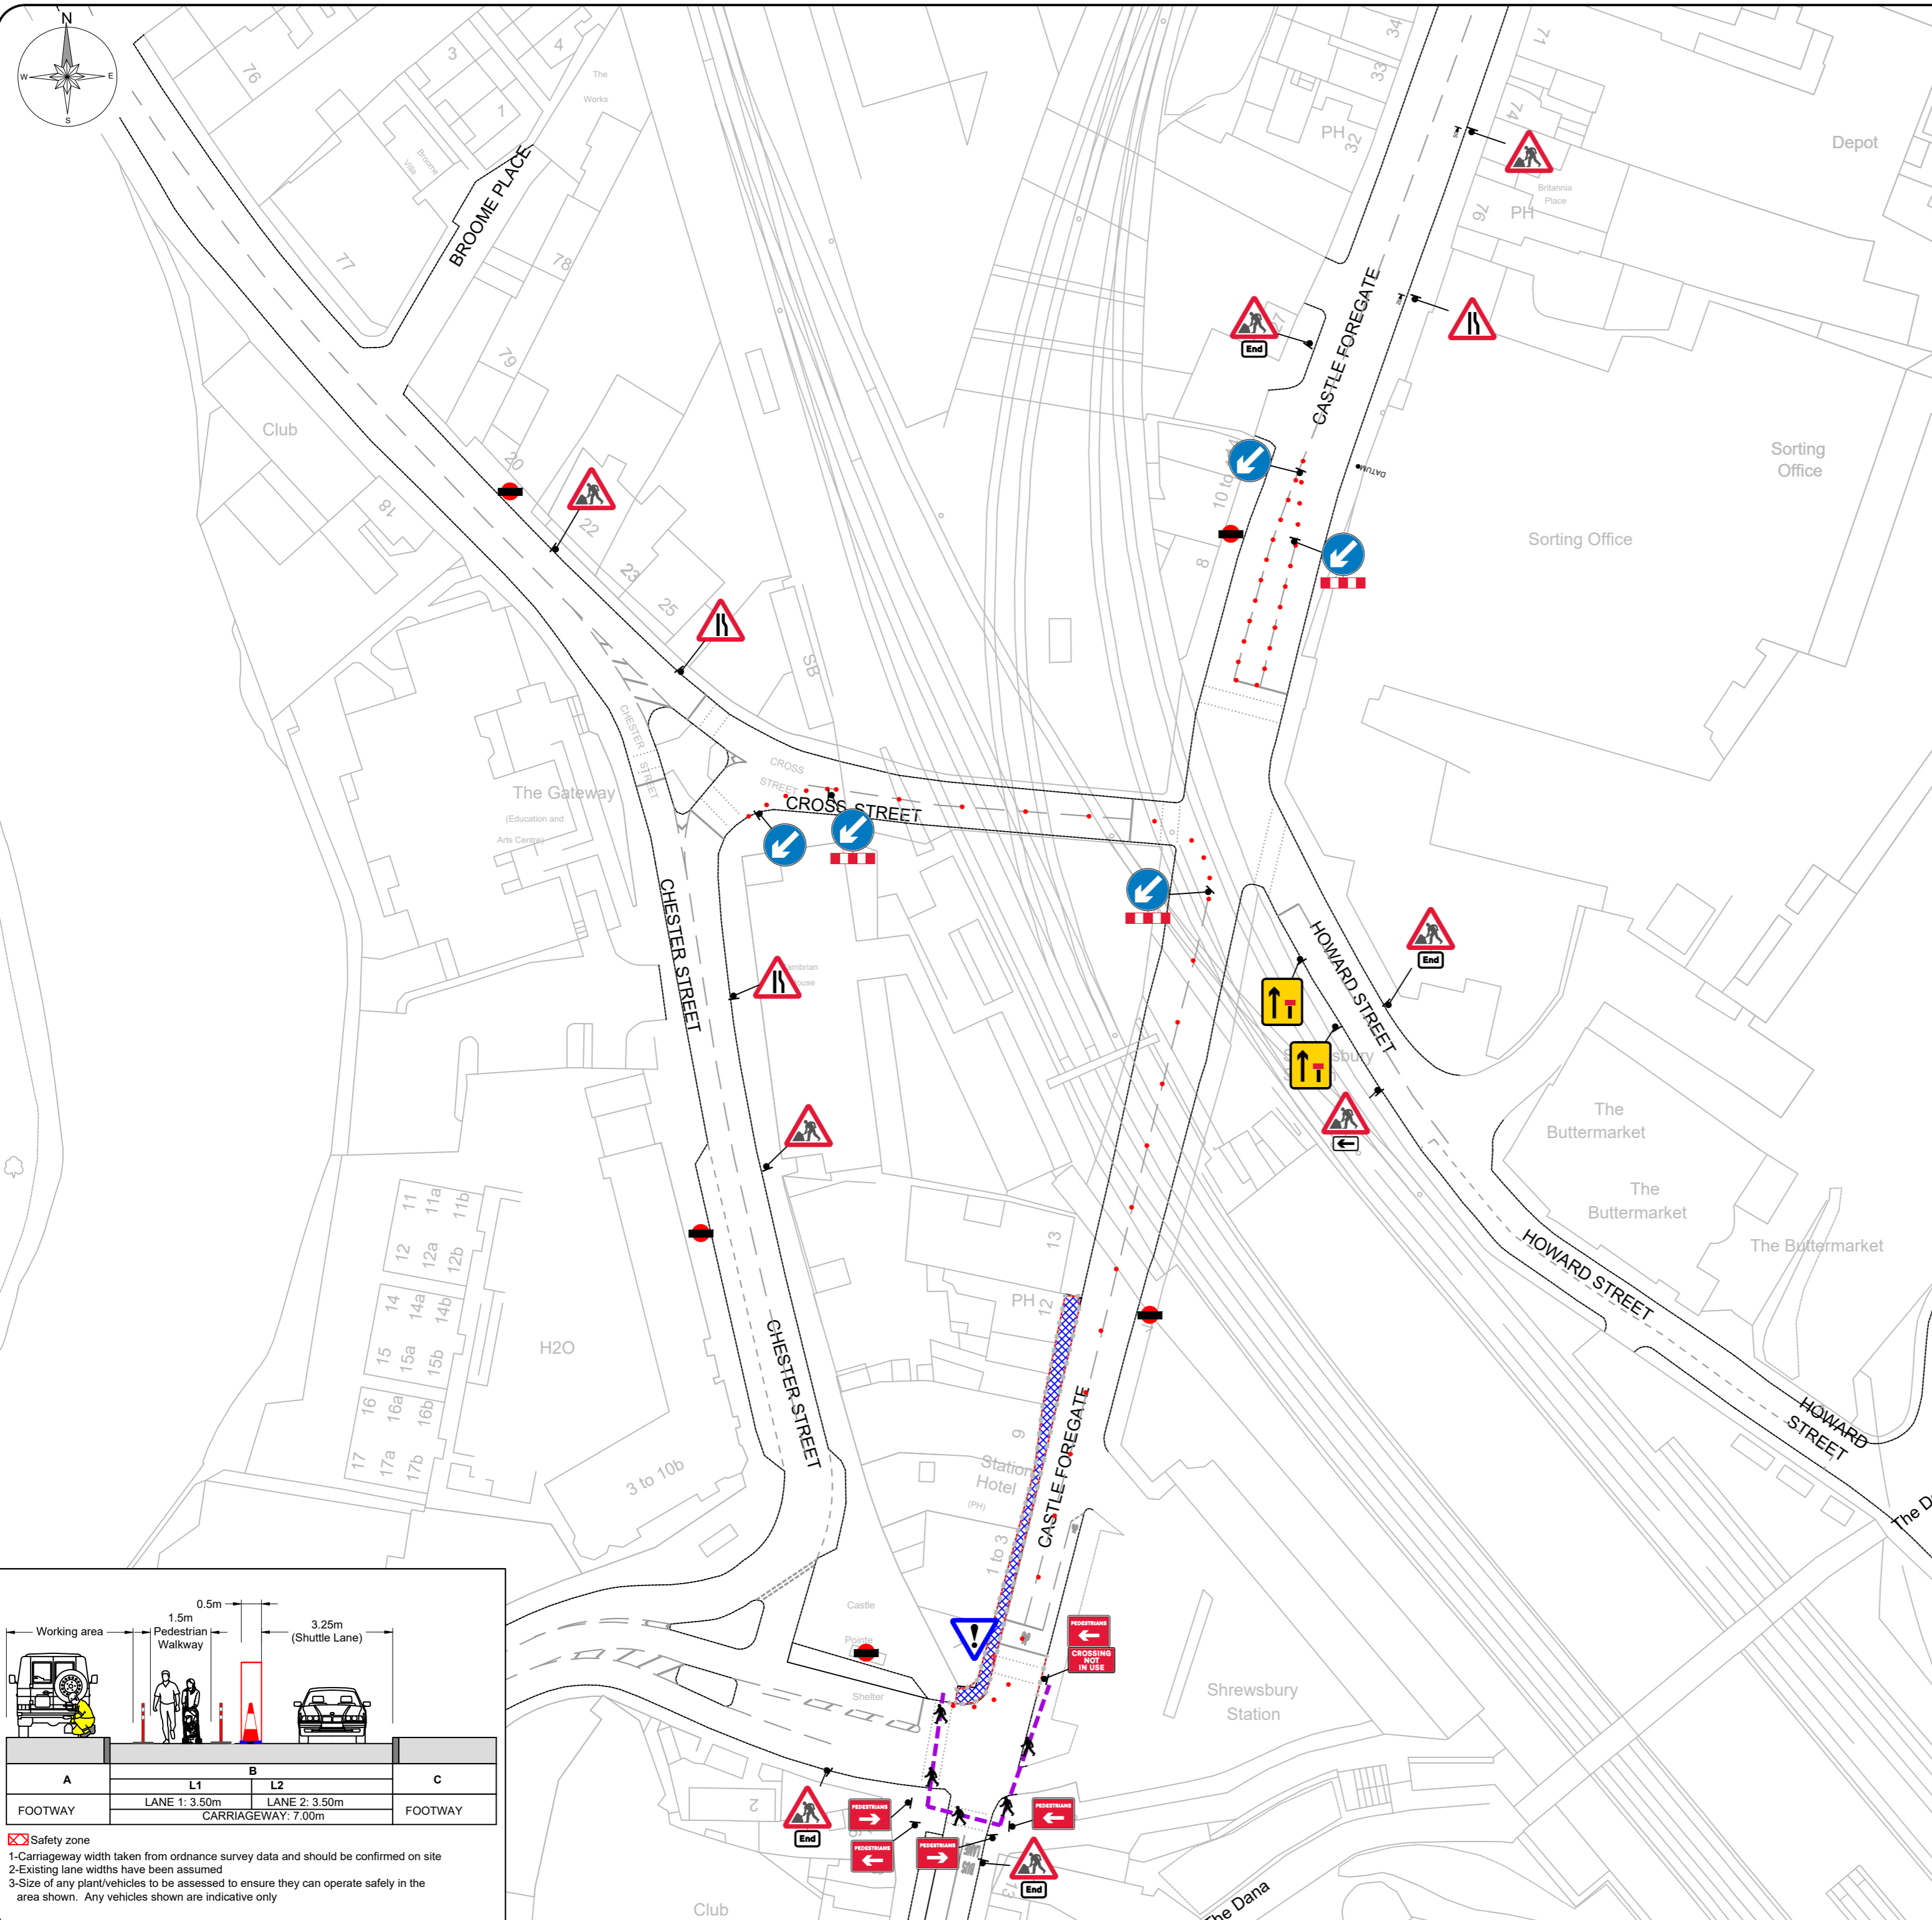 N
W
E
S
76
3
4
1
The
Works
Broome
Villa
BROOME PLACE
77
78
79
Club
20
18
22
23
25
SB
34
33
PH
32
71
74
76
PH
Britannia
Place
Depot
27
End
CASTLE FOREGATE
DATUM
10 to
8
Sorting
Office
Sorting Office
CHESTER
STREET
CROSS
STREET
CROSS STREET
The Gateway
(Education and
Arts Centre)
CHESTER STREET
HOWARD STREET
End
The
Buttermarket
The
Buttermarket
The Buttermarket
HOWARD STREET
HOWARD
STREET
11
11a
11b
12
12a
12b
14
14a
14b
15
15a
15b
16
16a
16b
17
17a
17b
H2O
3 to 10b
CHESTER STREET
13
PH
12
9
Station
Hotel
(PH)
1 to 3
CASTLE FOREGATE
Castle
Pointe
Shelter
!
PEDESTRIANS
CROSSING
NOT
IN USE
Shrewsbury
Station
2
End
PEDESTRIANS
PEDESTRIANS
PEDESTRIANS
PEDESTRIANS
BUS
LANE
End
13
Club
The Dana
0.5m
1.5m
Working area
Pedestrian
Walkway
3.25m
(Shuttle Lane)
A
B
C
L1
L2
FOOTWAY
LANE 1: 3.50m
LANE 2: 3.50m
CARRIAGEWAY: 7.00m
FOOTWAY
Safety zone
1-Carriageway width taken from ordnance survey data and should be confirmed on site
2-Existing lane widths have been assumed
3-Size of any plant/vehicles to be assessed to ensure they can operate safely in the
area shown. Any vehicles shown are indicative only